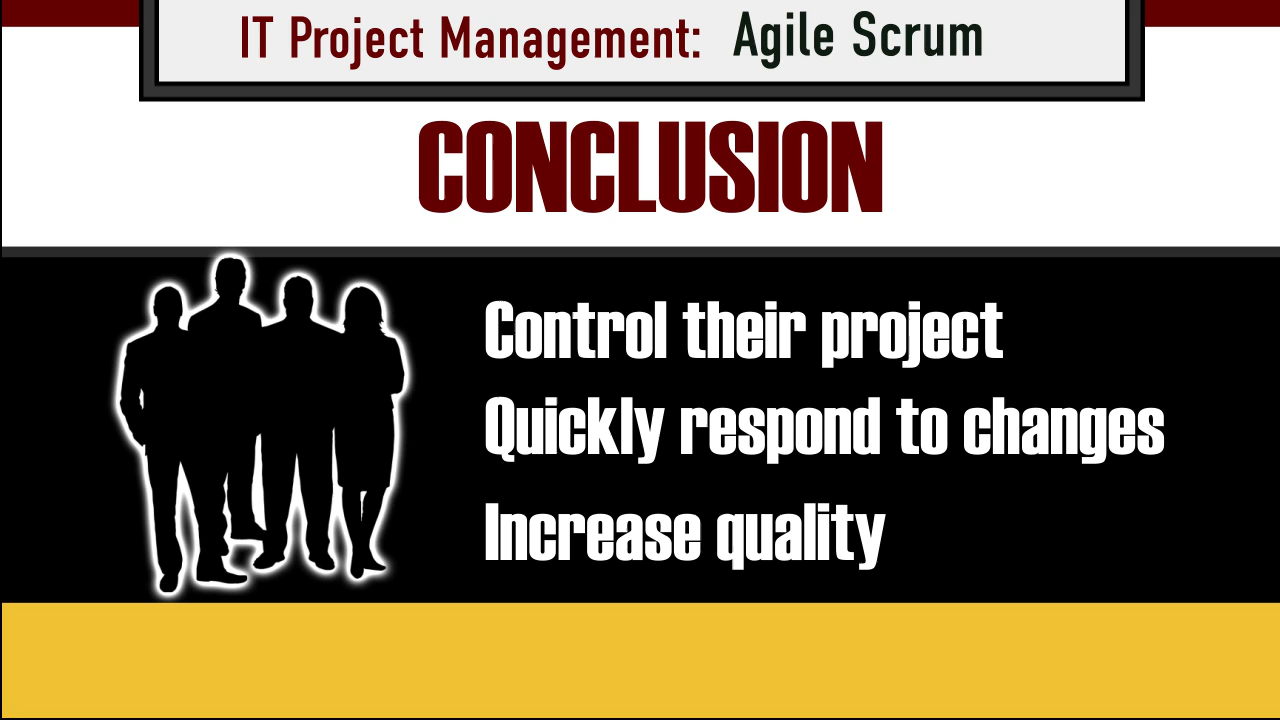 IT Project Management: Agile Scrum
CONCLUSION
Control their project
Quickly respond to changes
Increase quality